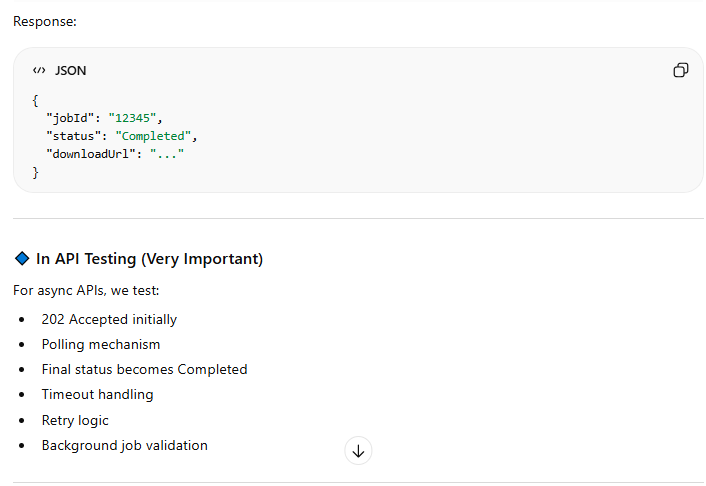 Response:
JSON
{
"jobId": "12345",
"status": "Completed",
"downloadUrl": "..."
}
In API Testing (Very Important)
For async APIs, we test:
• 202 Accepted initially
• Polling mechanism
• Final status becomes Completed
• Timeout handling
• Retry logic
• Background job validation